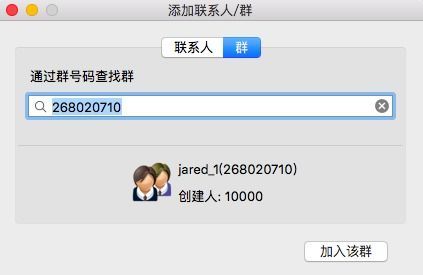 添加联系人/群
联系人 群
通过群号码查找群
268020710
jared_1(268020710)
创建人: 10000
加入该群